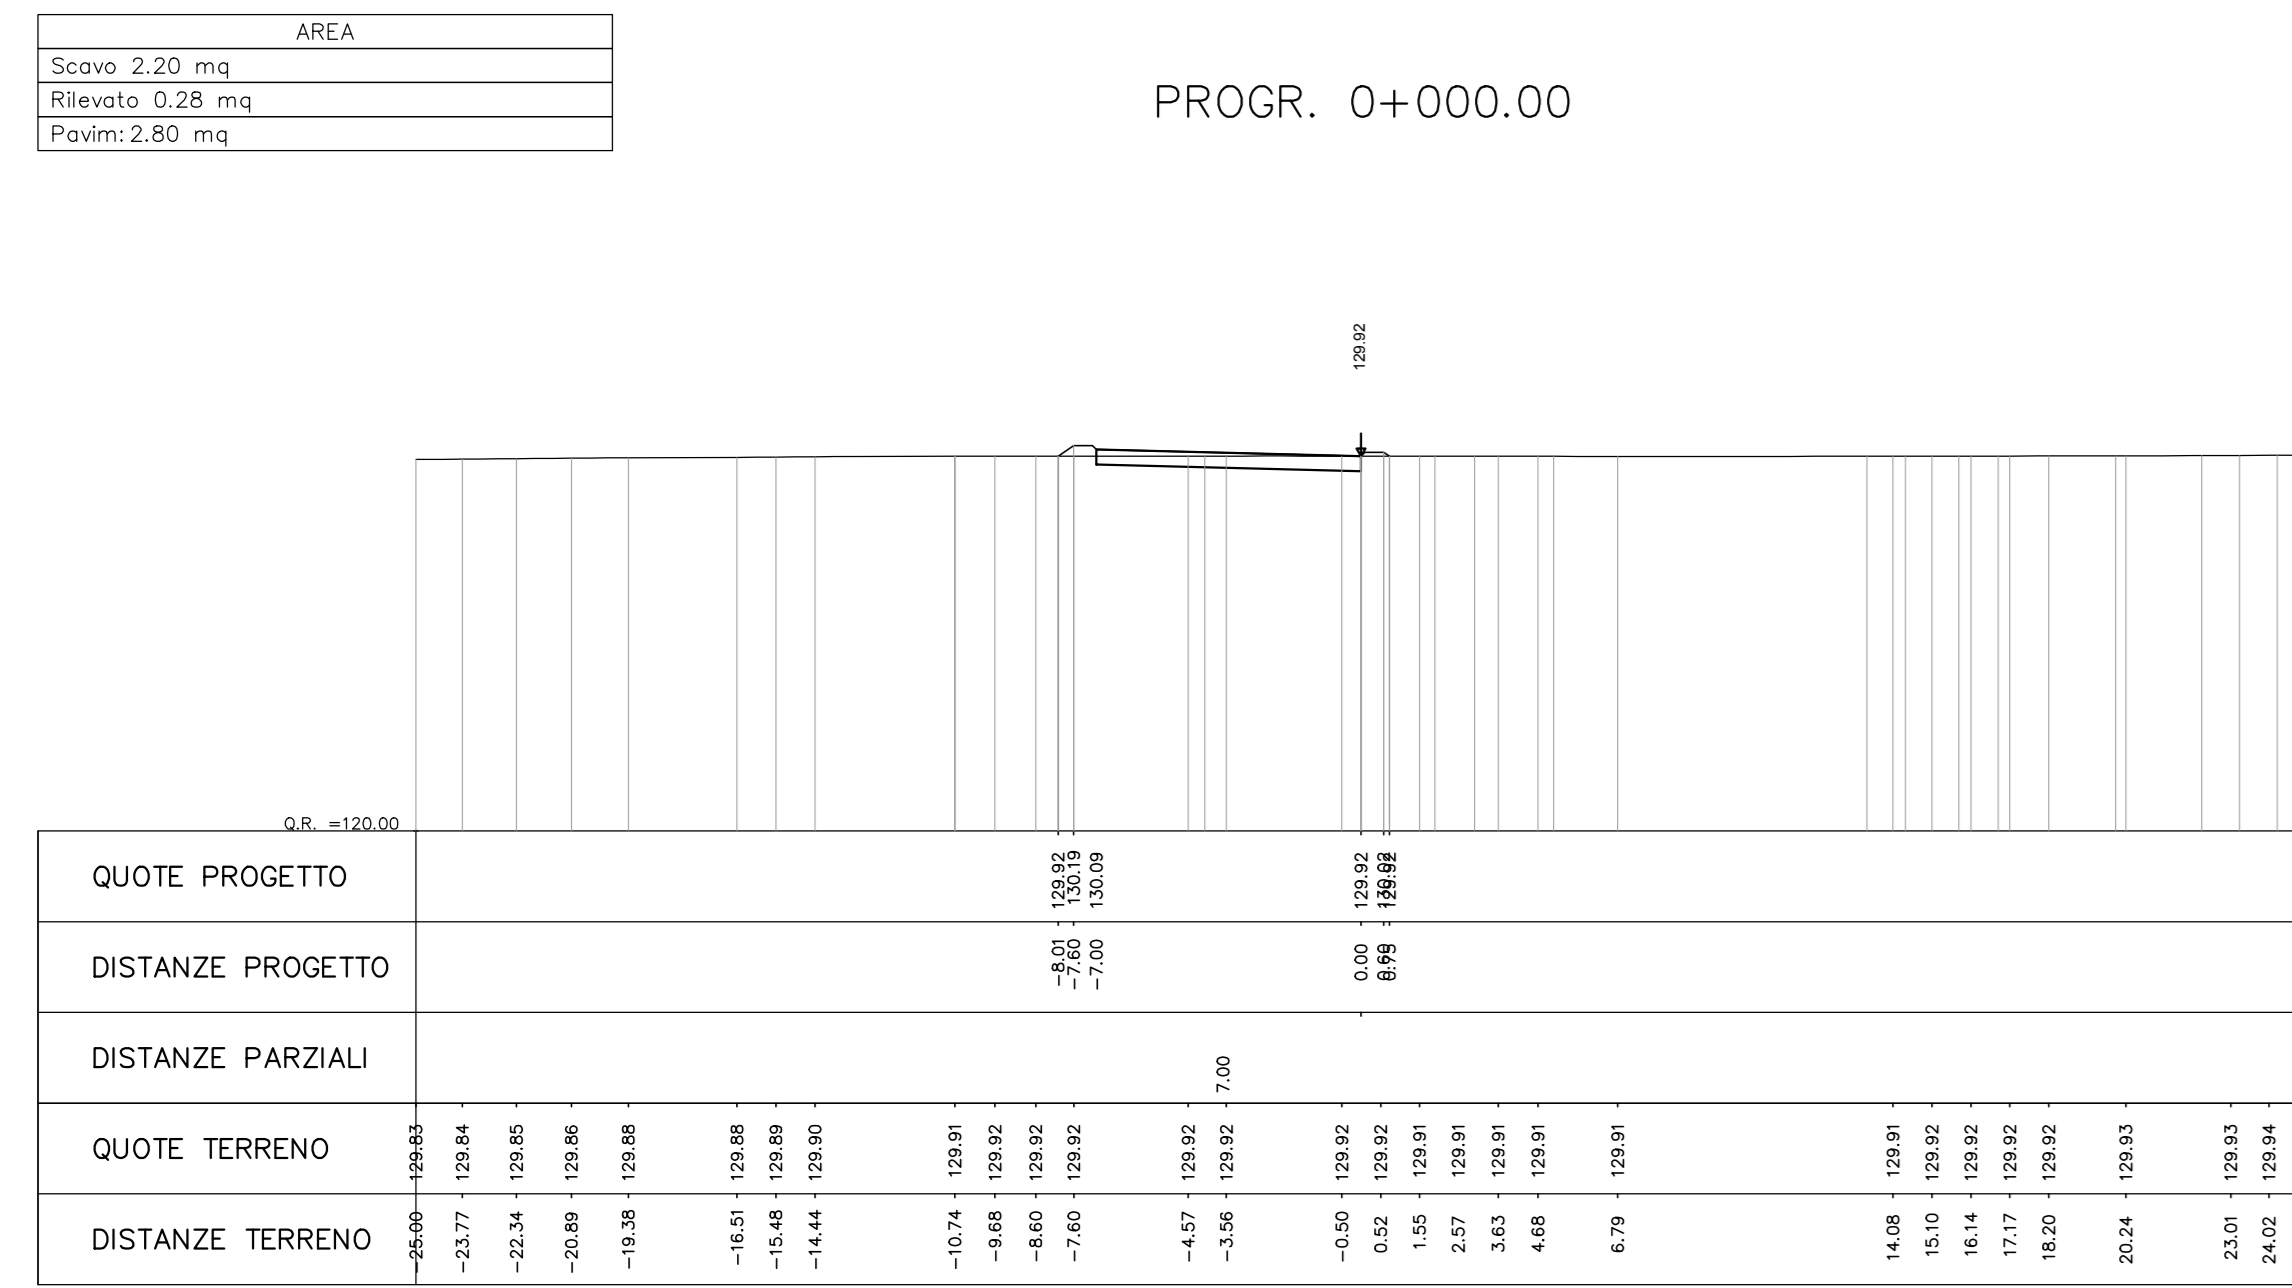 AREA
Scavo 2.20 mq
Rilevato 0.28 mq
Pavim: 2.80 mq
PROGR. 0+000.00
129.92
Q.R. =120.00
QUOTE PROGETTO 129.92 130.19 130.09 129.92 130.02 129.92
DISTANZE PROGETTO -8.01 -7.60 -7.00 0.00 0.60 0.75
DISTANZE PARZIALI 7.00
QUOTE TERRENO 129.83 129.84 129.85 129.86 129.88 129.88 129.89 129.90 129.91 129.92 129.92 129.92 129.92 129.92 129.92 129.92 129.91 129.91 129.91 129.91 129.91 129.91 129.92 129.92 129.92 129.92 129.93 129.93 129.94
DISTANZE TERRENO -25.00 -23.77 -22.34 -20.89 -19.38 -16.51 -15.48 -14.44 -10.74 -9.68 -8.60 -7.60 -4.57 -3.56 -0.50 0.52 1.55 2.57 3.63 4.68 6.79 14.08 15.10 16.14 17.17 18.20 20.24 23.01 24.02